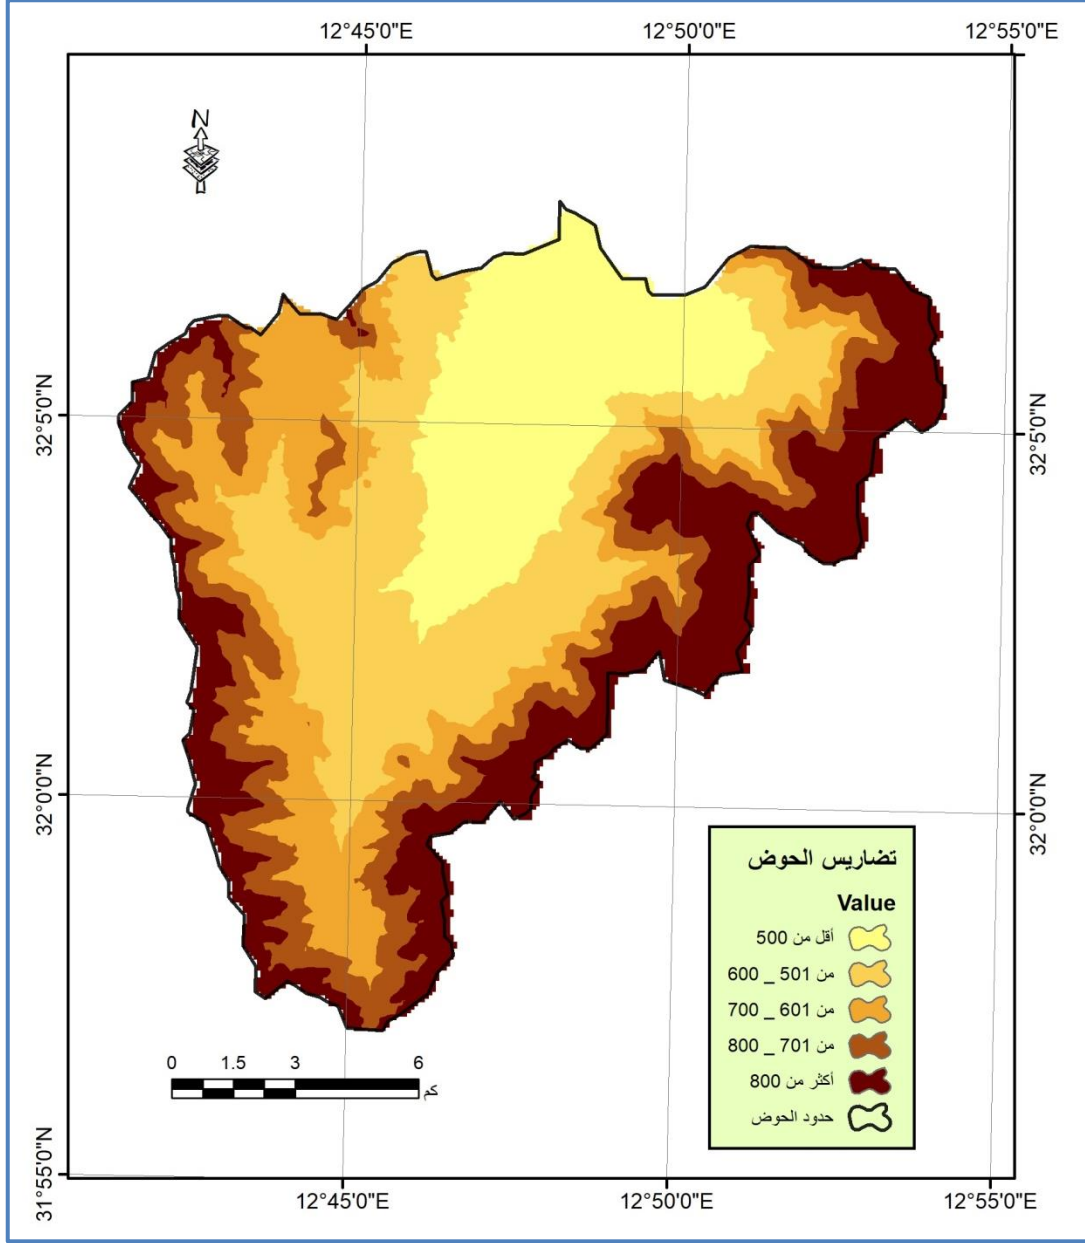 12°45'0"E
12°50'0"E
12°55'0"E
N
32°5'0"N
32°5'0"N
32°0'0"N
32°0'0"N
31°55'0"N
تضاريس الحوض
Value
أقل من 500
من 501 _ 600
من 601 _ 700
من 701 _ 800
أكثر من 800
حدود الحوض
0 1.5 3 6
كم
12°45'0"E
12°50'0"E
12°55'0"E